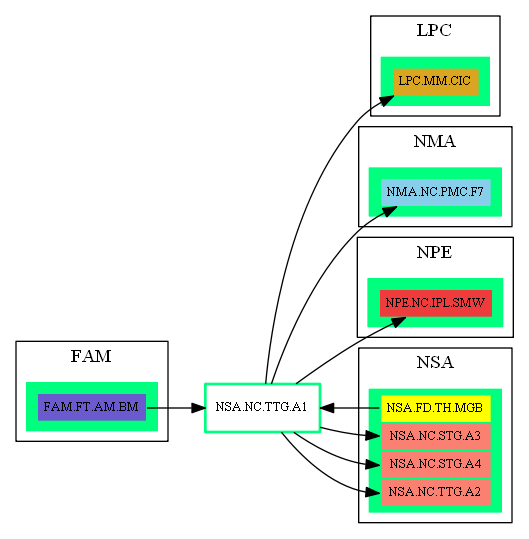 LPC
LPC.MM.CIC
NMA
NMA.NC.PMC.F7
NPE
NPE.NC.IPL.SMW
FAM
FAM.FT.AM.BM
NSA.NC.TTG.A1
NSA
NSA.FD.TH.MGB
NSA.NC.STG.A3
NSA.NC.STG.A4
NSA.NC.TTG.A2